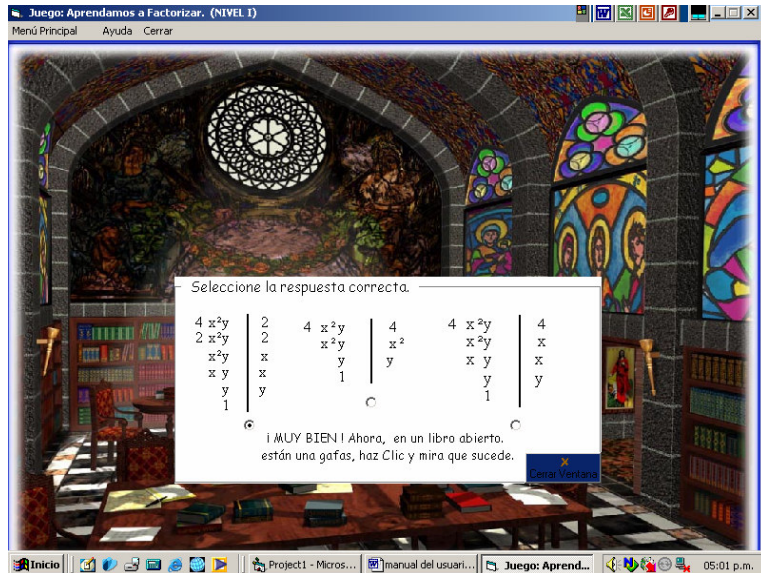 Juego: Aprendamos a Factorizar. (NIVEL I)
Menú Principal Ayuda Cerrar
Seleccione la respuesta correcta.
4 x²y | 2
2 x²y | 2
x²y | x
x y | x
y | y
1
4 x²y | 4
x²y | x²
y | y
1
4 x²y | 4
x²y | x
x y | x
y | y
1
¡ MUY BIEN ! Ahora, en un libro abierto.
están una gafas, haz Clic y mira que sucede.
x
Cerrar Ventana
Inicio Project1 - Micros... manual del usuari... Juego: Aprend... 05:01 p.m.